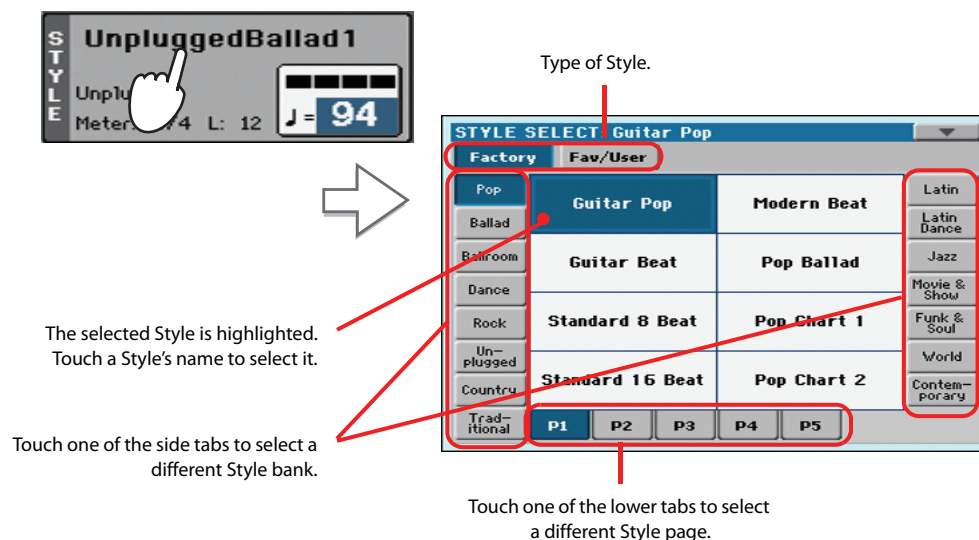 STYLE
UnpluggedBallad1
Meter: /4 L: 12
♩= 94
Type of Style.
STYLE SELECT: Guitar Pop
Factory Fav/User
Pop
Ballad
Ballroom
Dance
Rock
Un-
plugged
Country
Trad-
itional
Guitar Pop Modern Beat
Guitar Beat Pop Ballad
Standard 8 Beat Pop Chart 1
Standard 16 Beat Pop Chart 2
Latin
Latin
Dance
Jazz
Movie &
Show
Funk &
Soul
World
Contem-
porary
P1 P2 P3 P4 P5
The selected Style is highlighted.
Touch a Style's name to select it.
Touch one of the side tabs to select a
different Style bank.
Touch one of the lower tabs to select
a different Style page.